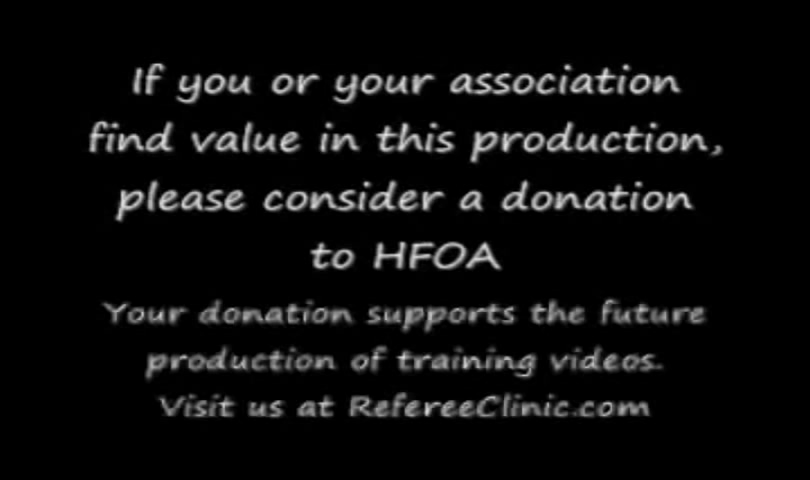 If you or your association
find value in this production,
please consider a donation
to HFOA
Your donation supports the future
production of training videos.
Visit us at RefereeClinic.com